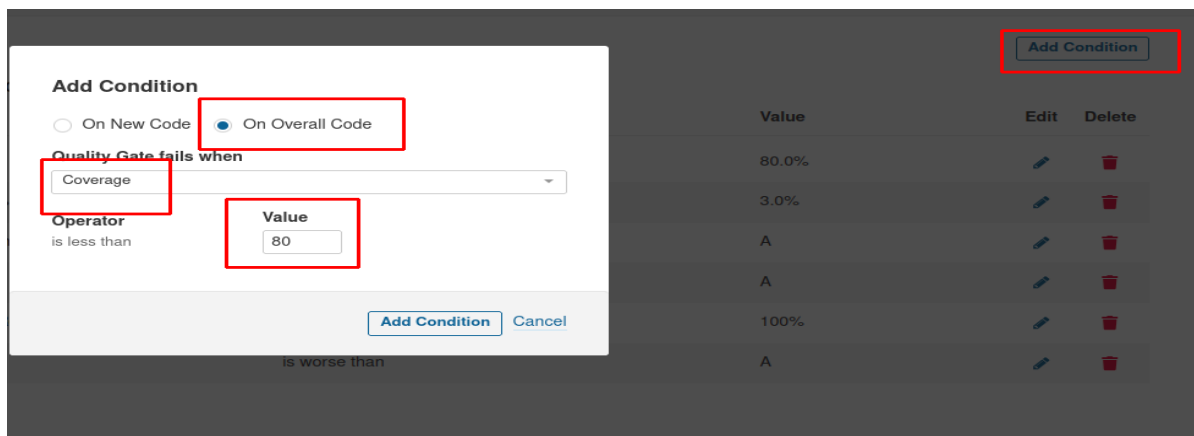 Add Condition
Add Condition
On New Code On Overall Code
Quality Gate fails when
Coverage
Operator Value
is less than 80
Add Condition Cancel
Value Edit Delete
80.0%
3.0%
A
A
100%
is worse than A